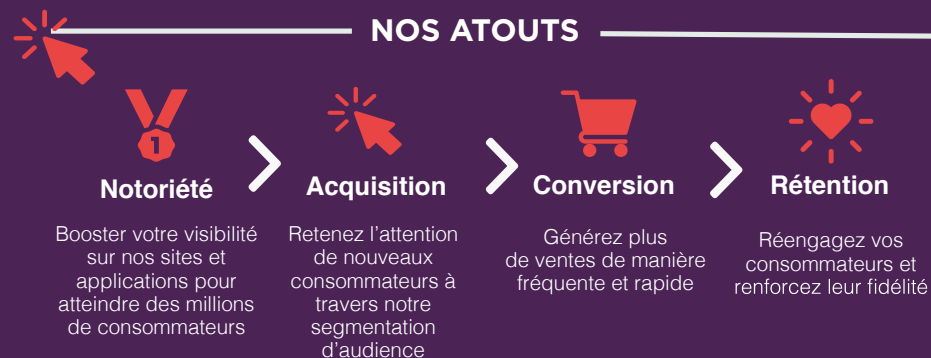 NOS ATOUTS
1
Notoriété
Booster votre visibilité
sur nos sites et
applications pour
atteindre des millions
de consommateurs
Acquisition
Retenez l’attention
de nouveaux
consommateurs à
travers notre
segmentation
d’audience
Conversion
Générez plus
de ventes de manière
fréquente et rapide
Rétention
Réengagez vos
consommateurs et
renforcez leur fidélité